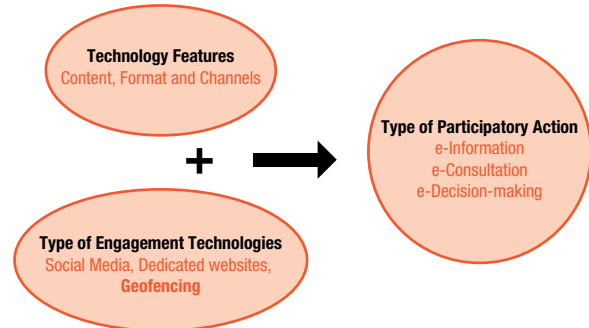 Technology Features
Content, Format and Channels
+
Type of Engagement Technologies
Social Media, Dedicated websites,
Geofencing
Type of Participatory Action
e-Information
e-Consultation
e-Decision-making